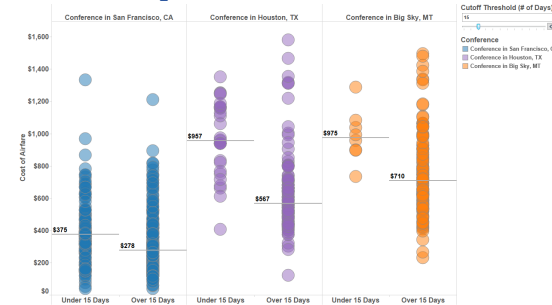 Conference in San Francisco, CA
Conference in Houston, TX
Conference in Big Sky, MT
Cutoff Threshold (# of Days)
15
Conference
Conference in San Francisco, C
Conference in Houston, TX
Conference in Big Sky, MT
Cost of Airfare
$1,600
$1,400
$1,200
$1,000
$800
$600
$400
$200
$0
$375
$278
$957
$567
$975
$710
Under 15 Days
Over 15 Days
Under 15 Days
Over 15 Days
Under 15 Days
Over 15 Days